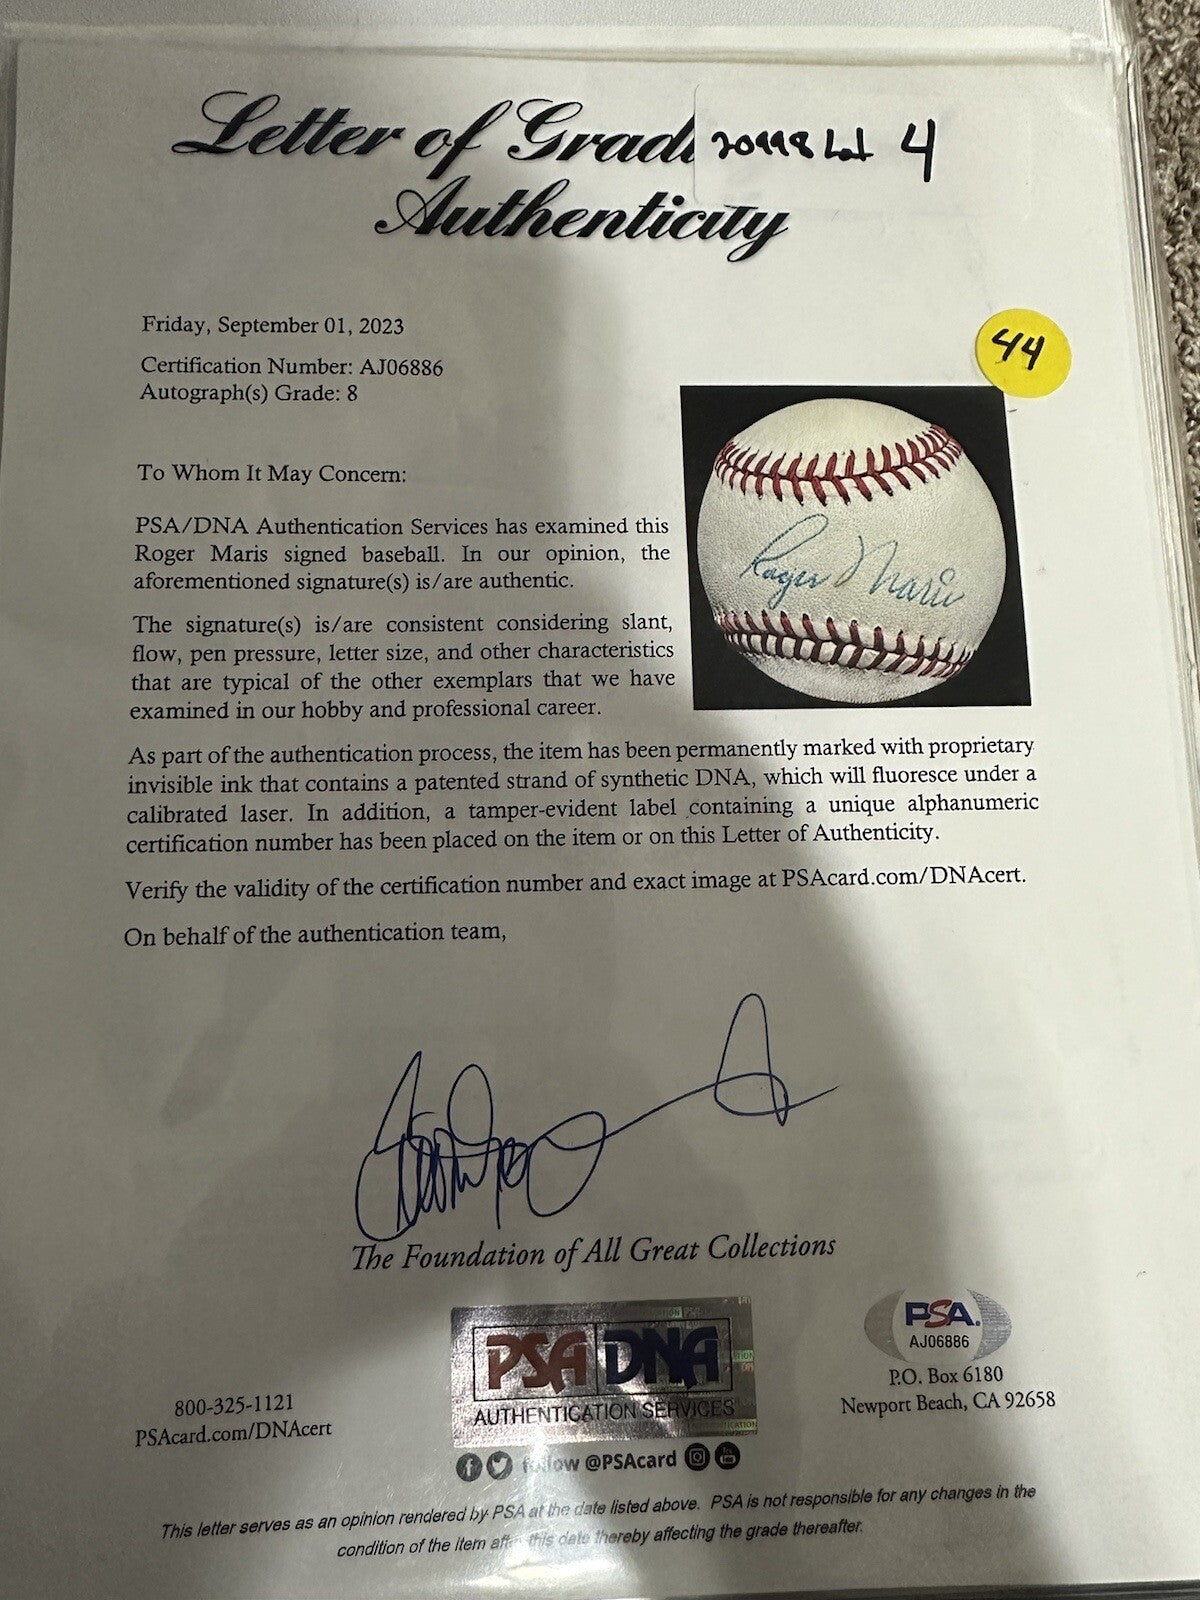 Letter of
20998 Lot 4
Authenticity
Friday, September 01, 2023
44
Certification Number: AJ06886
Autograph(s) Grade: 8
To Whom It May Concern:
PSA/DNA Authentication Services has examined this
Roger Maris signed baseball. In our opinion, the
aforementioned signature(s) is/are authentic.
Roger Maris
The signature(s) is/are consistent considering slant,
flow, pen pressure, letter size, and other characteristics
that are typical of the other exemplars that we have
examined in our hobby and professional career.
As part of the authentication process, the item has been permanently marked with proprietary
invisible ink that contains a patented strand of synthetic DNA, which will fluoresce under a
calibrated laser. In addition, a tamper-evident label containing a unique alphanumeric
certification number has been placed on the item or on this Letter of Authenticity.
Verify the validity of the certification number and exact image at PSAcard.com/DNAcert.
On behalf of the authentication team,
The Foundation of All Great Collections
PSA DNA
AUTHENTICATION SERVICES
PSA.
AJ06886
P.O. Box 6180
Newport Beach, CA 92658
800-325-1121
PSAcard.com/DNAcert
follow @PSAcard
This letter serves as an opinion rendered by PSA at the date listed above. PSA is not responsible for any changes in the
condition of the item after this date thereby affecting the grade thereafter.